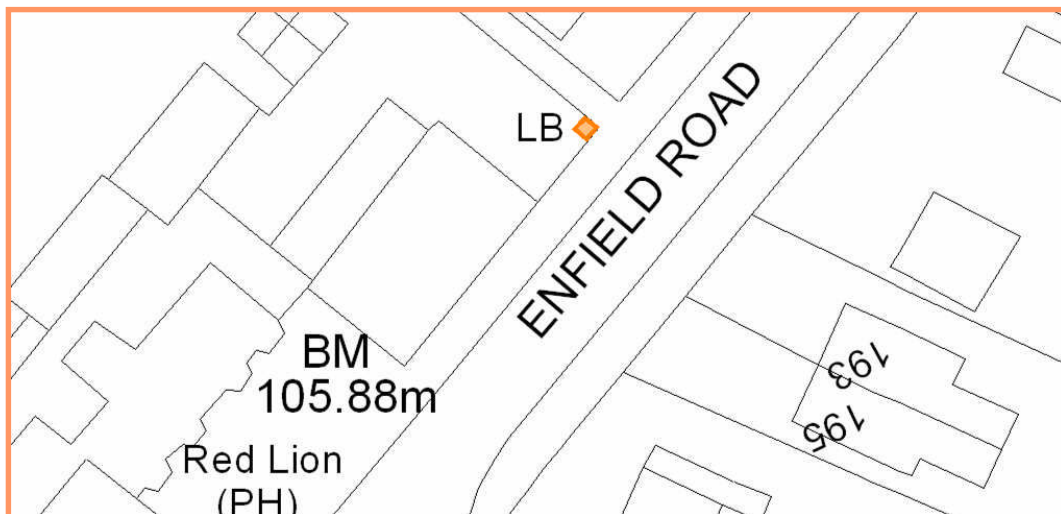 LB
ENFIELD ROAD
BM
105.88m
193
195
Red Lion
(PH)